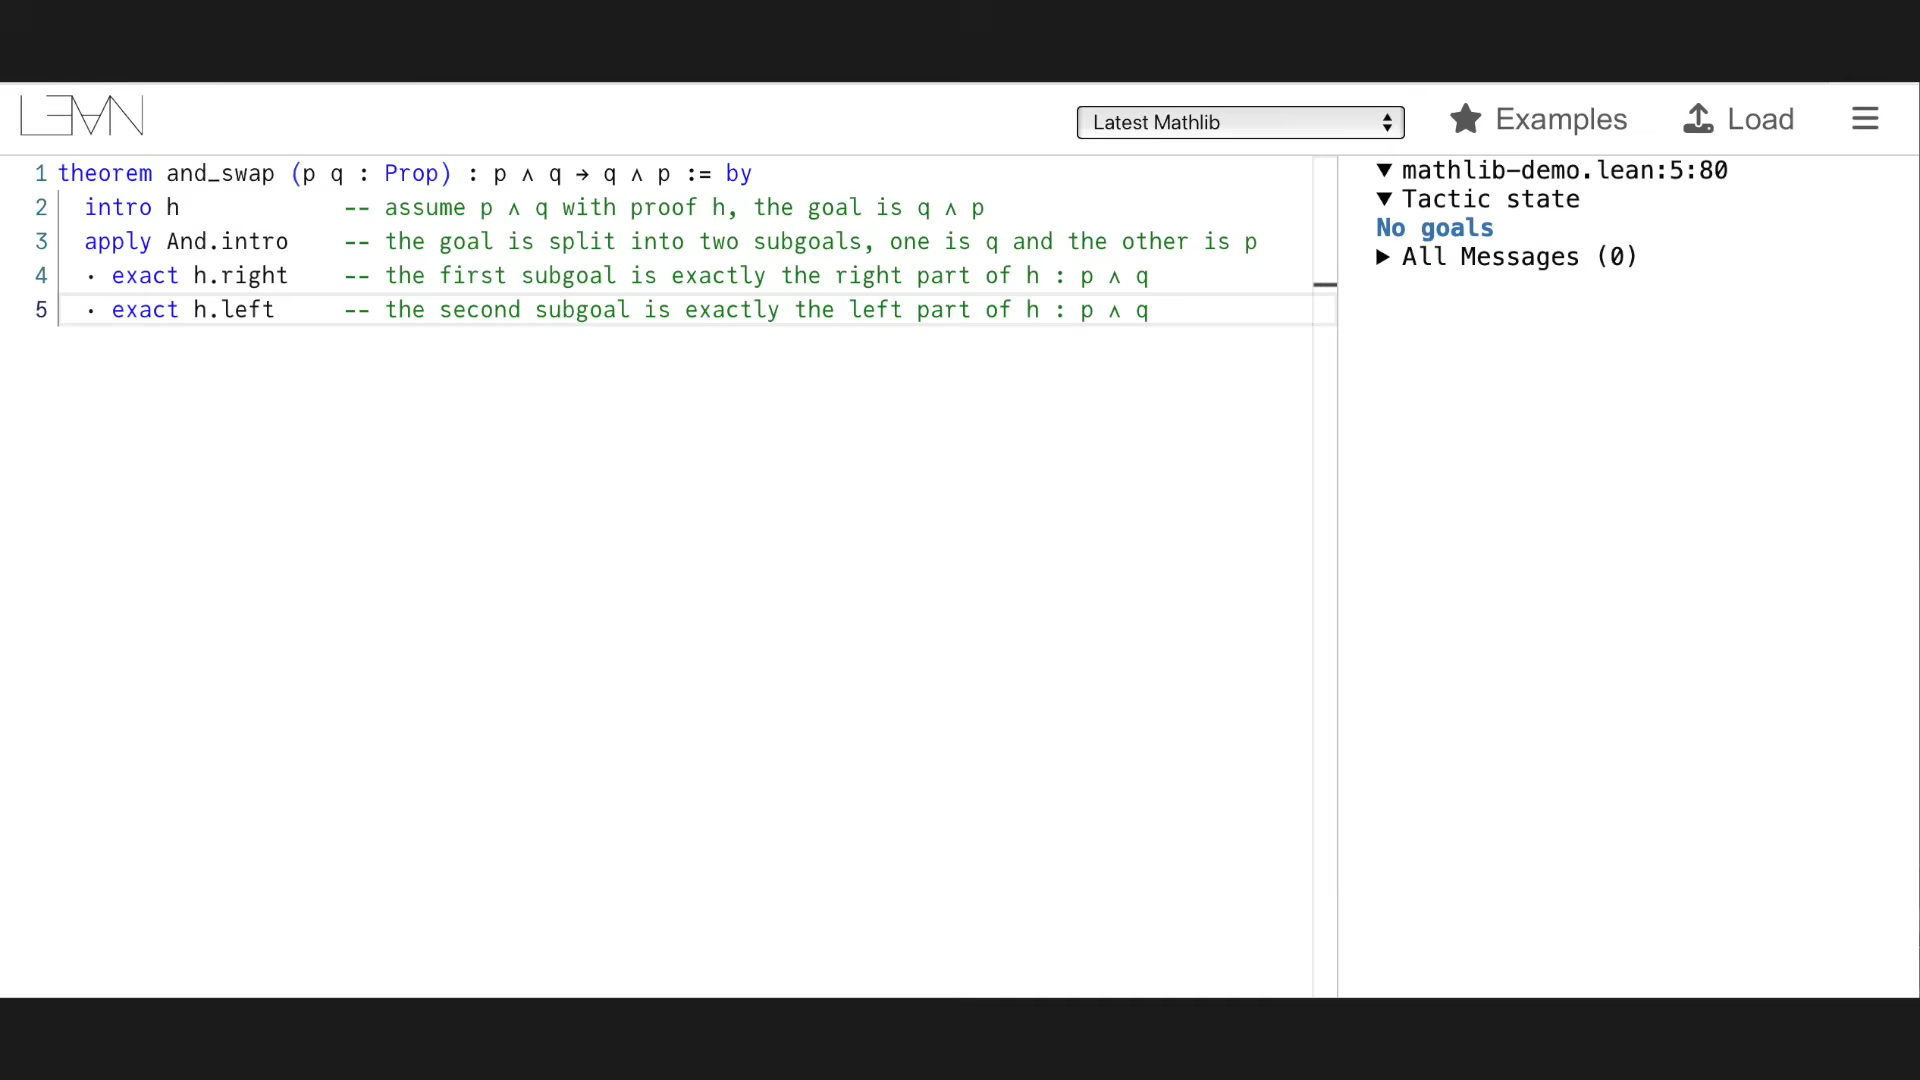 L∃∀N
Latest Mathlib
Examples
Load
1 theorem and_swap (p q : Prop) : p ∧ q → q ∧ p := by
2 intro h -- assume p ∧ q with proof h, the goal is q ∧ p
3 apply And.intro -- the goal is split into two subgoals, one is q and the other is p
4 · exact h.right -- the first subgoal is exactly the right part of h : p ∧ q
5 · exact h.left -- the second subgoal is exactly the left part of h : p ∧ q
▼ mathlib-demo.lean:5:80
▼ Tactic state
No goals
▶ All Messages (0)